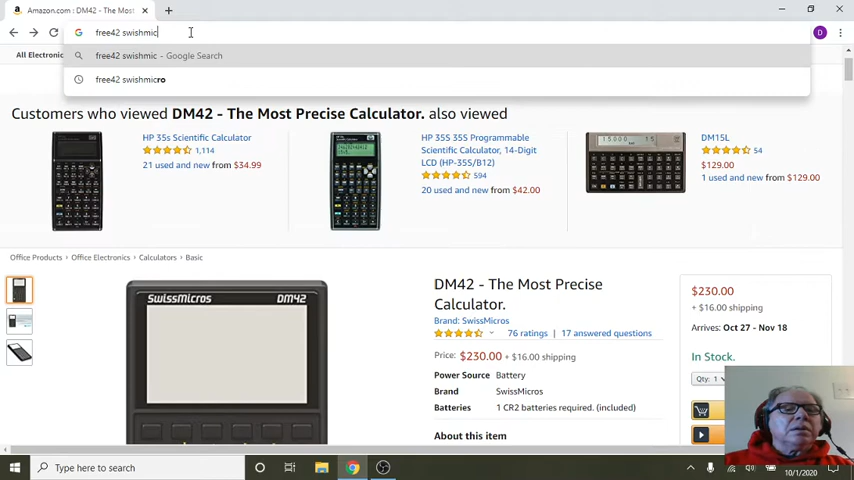 Amazon.com : DM42 - The Most Pre
free42 swishmic
free42 swishmic - Google Search
free42 swishmicro
All Electronic
Customers who viewed DM42 - The Most Precise Calculator. also viewed
HP 35s Scientific Calculator
1,114
21 used and new from $34.99
HP 35S 35S Programmable
Scientific Calculator, 14-Digit
LCD (HP-35S/B12)
594
20 used and new from $42.00
DM15L
54
$129.00
1 used and new from $129.00
Office Products › Office Electronics › Calculators › Basic
SwissMicros DM42
DM42 - The Most Precise
Calculator.
Brand: SwissMicros
76 ratings | 17 answered questions
Price: $230.00 + $16.00 shipping
Power Source Battery
Brand SwissMicros
Batteries 1 CR2 batteries required. (included)
About this item
$230.00
+ $16.00 shipping
Arrives: Oct 27 - Nov 18
In Stock.
Qty: 1
D
Type here to search
10/1/2020